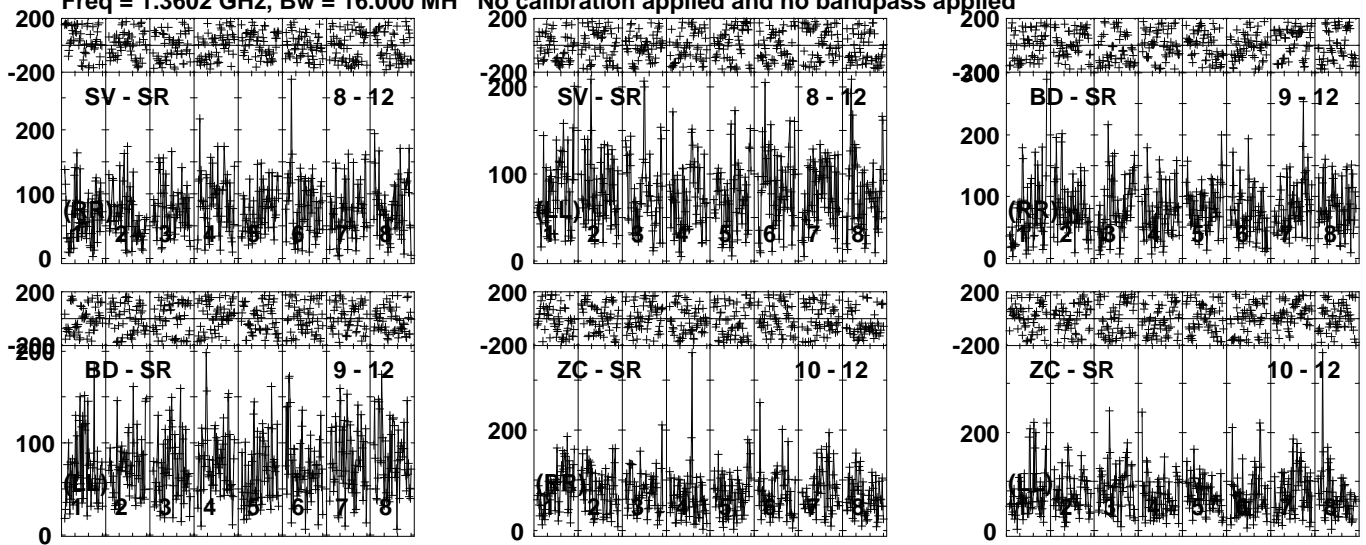 Freq = 1.3602 GHz, Bw = 16.000 MH No calibration applied and no bandpass applied
200 200 200
-200 -200 -200
SV - SR 8 - 12 SV - SR 8 - 12 BD - SR 9 - 12
200 200 200
100 100 100
(RR) (LL) (RR)
1 2 3 4 5 6 7 8 1 2 3 4 5 6 7 8 1 2 3 4 5 6 7 8
0 0 0
200 200 200
-200 -200 -200
200
BD - SR 9 - 12 ZC - SR 10 - 12 ZC - SR 10 - 12
100 200 200
(LL) (RR) (LL)
1 2 3 4 5 6 7 8 1 2 3 4 5 6 7 8 1 2 3 4 5 6 7 8
0 0 0